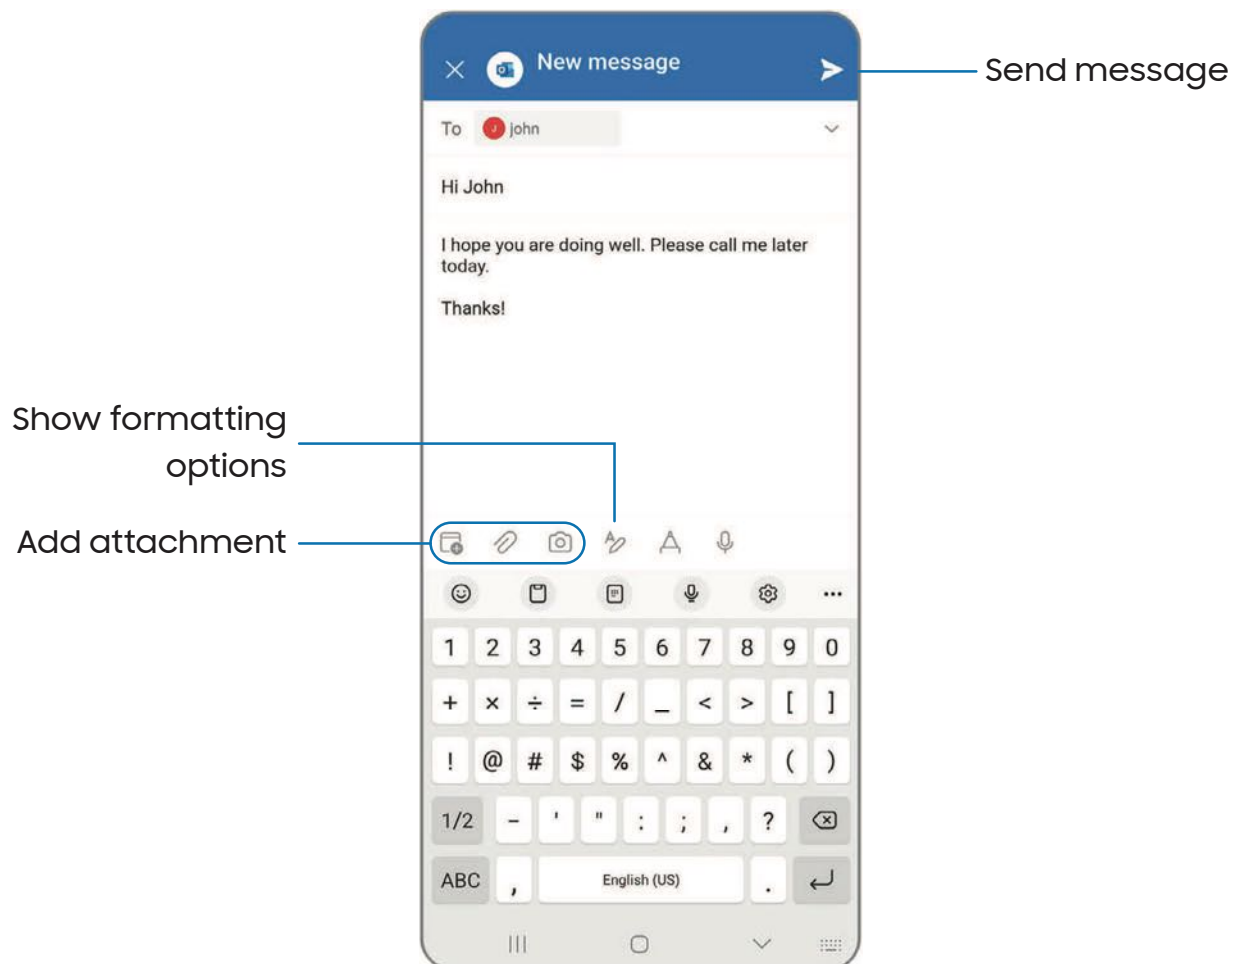 New message
Send message
To john
Hi John
I hope you are doing well. Please call me later
today.
Thanks!
Show formatting
options
Add attachment
1 2 3 4 5 6 7 8 9 0
+ × ÷ = / _ < > [ ]
! @ # $ % ^ & * ( )
1/2 - ' " : ; , ?
ABC , English (US) .